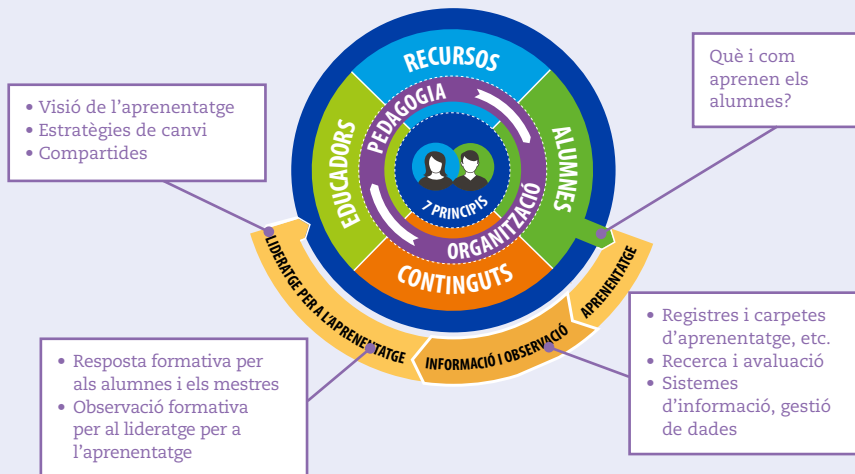 RECURSOS
PEDAGOGIA
EDUCADORS
ALUMNES
7 PRINCIPIS
ORGANITZACIÓ
CONTINGUTS
LIDERATGE PER A L'APRENENTATGE
INFORMACIÓ I OBSERVACIÓ
APRENENTATGE
• Visió de l'aprenentatge
• Estratègies de canvi
• Compartides
Què i com
aprenen els
alumnes?
• Resposta formativa per
als alumnes i els mestres
• Observació formativa
per al lideratge per a
l'aprenentatge
• Registres i carpetes
d'aprenentatge, etc.
• Recerca i avaluació
• Sistemes
d'informació, gestió
de dades